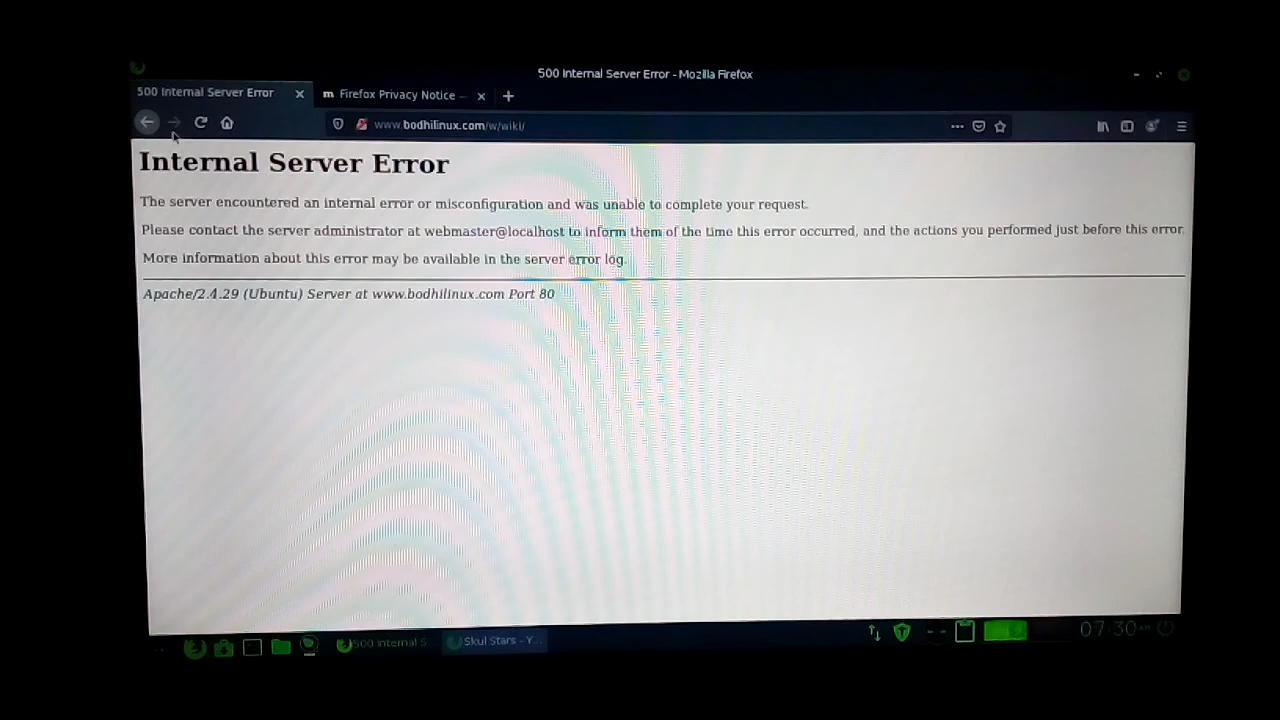 500 Internal Server Error - Mozilla Firefox
500 Internal Server Error
m Firefox Privacy Notice —
www.bodhilinux.com/w/wiki/
Internal Server Error
The server encountered an internal error or misconfiguration and was unable to complete your request.
Please contact the server administrator at webmaster@localhost to inform them of the time this error occurred, and the actions you performed just before this error.
More information about this error may be available in the server error log.
Apache/2.4.29 (Ubuntu) Server at www.bodhilinux.com Port 80
500 Internal S
Skul Stars - Y...
07:30